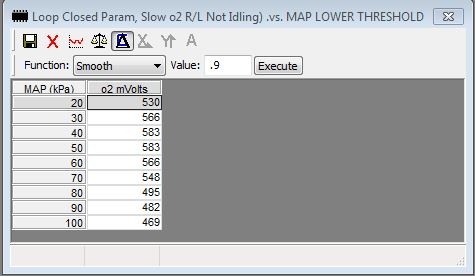 Loop Closed Param, Slow o2 R/L Not Idling) .vs. MAP LOWER THRESHOLD
A
Function: Smooth Value: .9 Execute
MAP (kPa) o2 mVolts
20 530
30 566
40 583
50 583
60 566
70 548
80 495
90 482
100 469